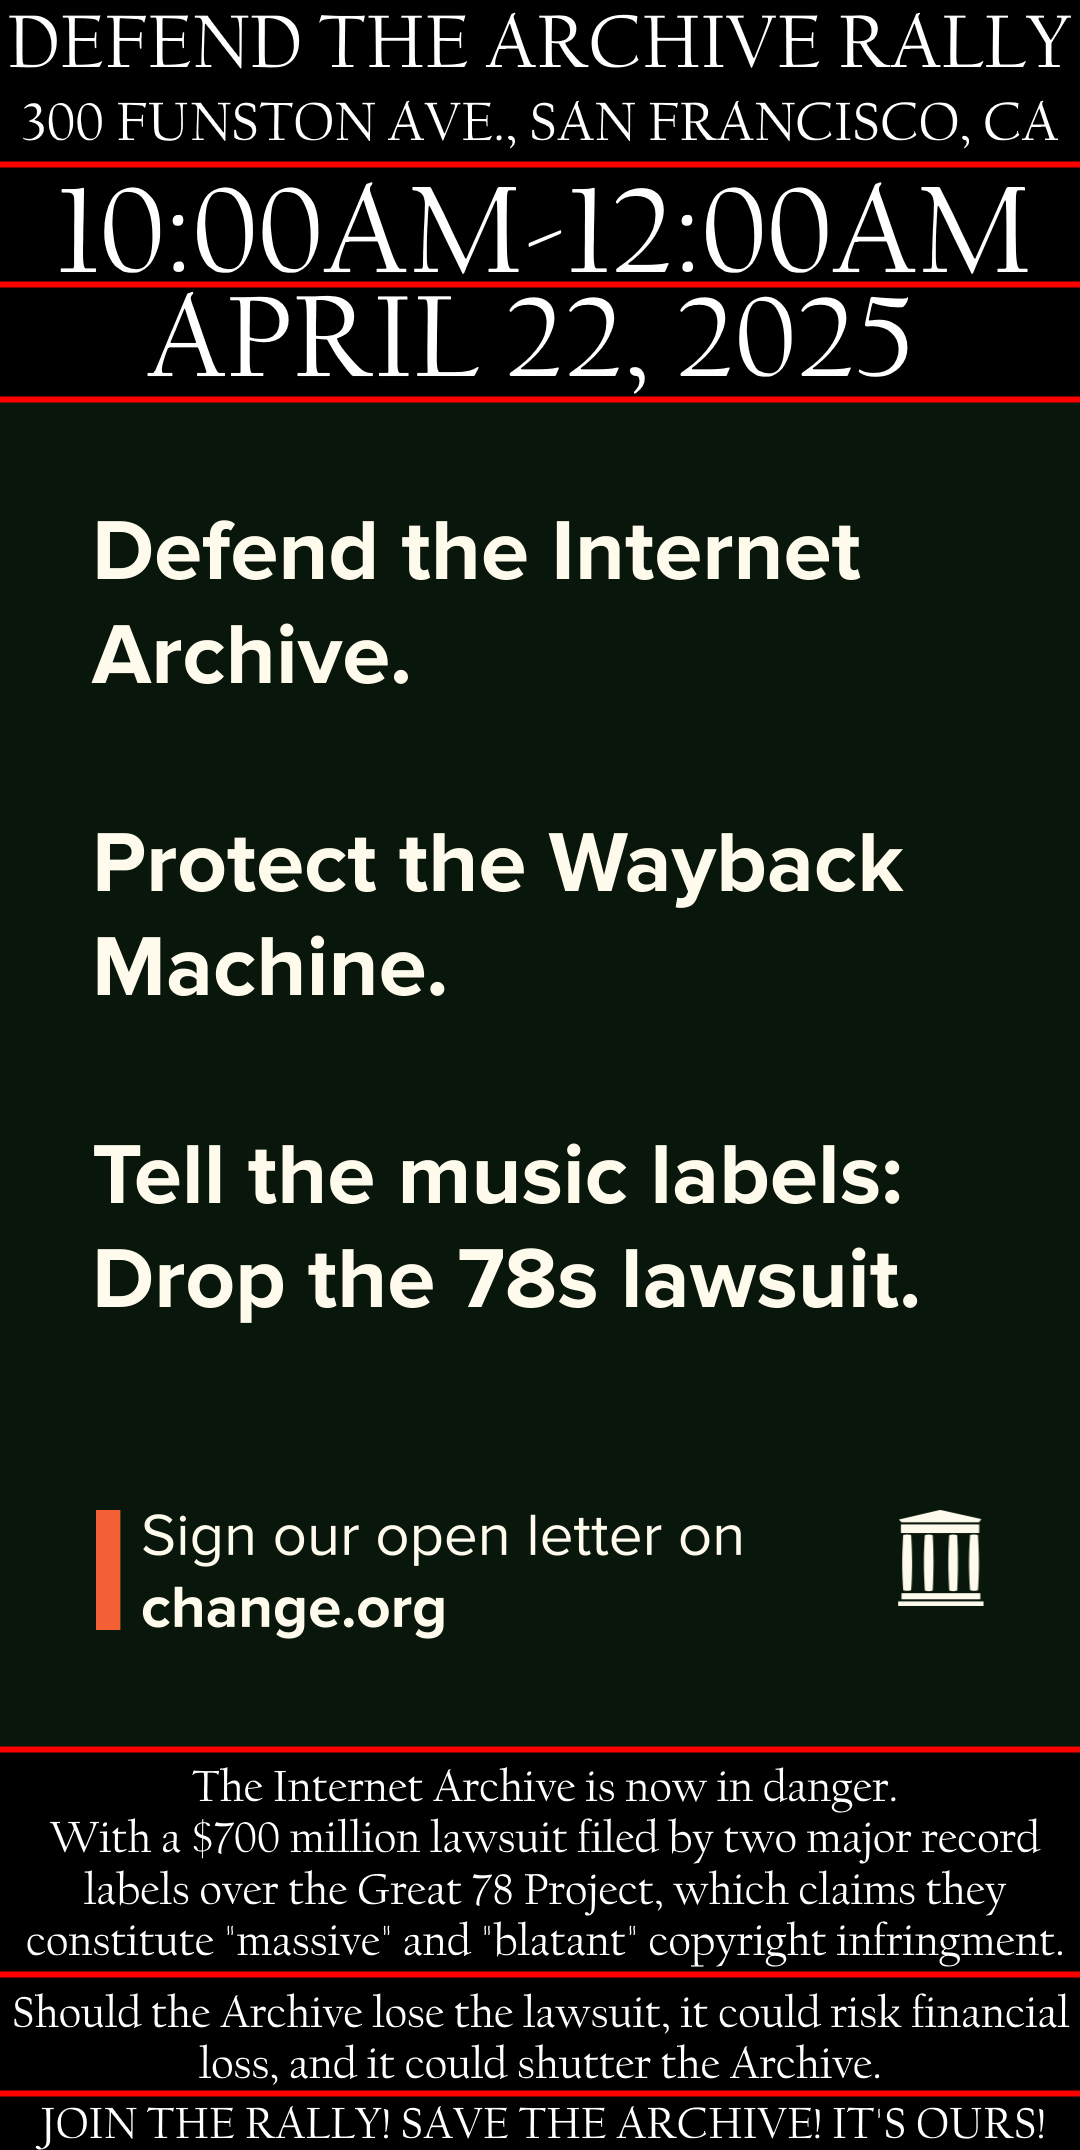 DEFEND THE ARCHIVE RALLY
300 FUNSTON AVE., SAN FRANCISCO, CA
10:00AM-12:00AM
APRIL 22, 2025
Defend the Internet
Archive.
Protect the Wayback
Machine.
Tell the music labels:
Drop the 78s lawsuit.
Sign our open letter on
change.org
The Internet Archive is now in danger.
With a $700 million lawsuit filed by two major record
labels over the Great 78 Project, which claims they
constitute "massive" and "blatant" copyright infringment.
Should the Archive lose the lawsuit, it could risk financial
loss, and it could shutter the Archive.
JOIN THE RALLY! SAVE THE ARCHIVE! IT'S OURS!